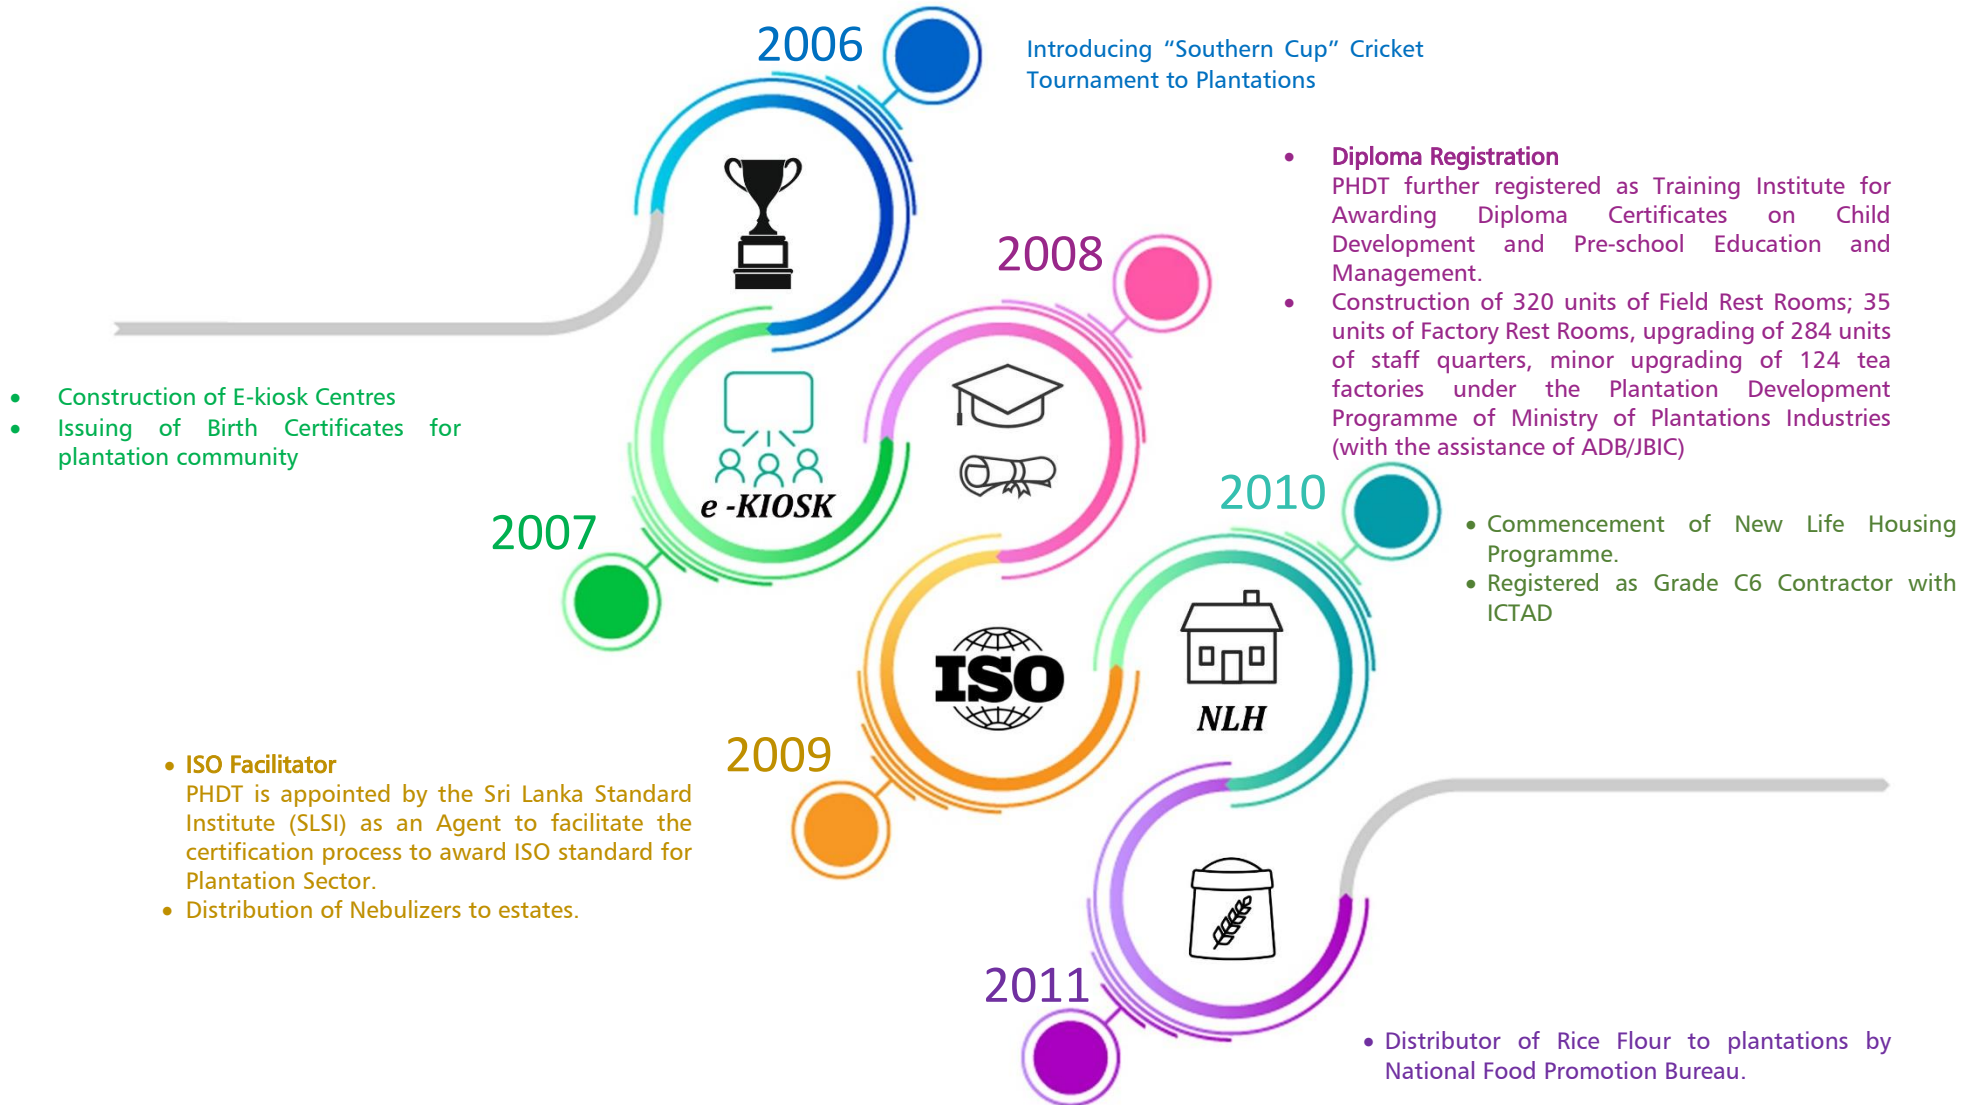 2006
Introducing “Southern Cup” Cricket
Tournament to Plantations
• Diploma Registration
PHDT further registered as Training Institute for
Awarding Diploma Certificates on Child
Development and Pre-school Education and
Management.
• Construction of 320 units of Field Rest Rooms; 35
units of Factory Rest Rooms, upgrading of 284 units
of staff quarters, minor upgrading of 124 tea
factories under the Plantation Development
Programme of Ministry of Plantations Industries
(with the assistance of ADB/JBIC)
2008
• Construction of E-kiosk Centres
• Issuing of Birth Certificates for
plantation community
e -KIOSK
2007
2010
• Commencement of New Life Housing
Programme.
• Registered as Grade C6 Contractor with
ICTAD
ISO
NLH
2009
• ISO Facilitator
PHDT is appointed by the Sri Lanka Standard
Institute (SLSI) as an Agent to facilitate the
certification process to award ISO standard for
Plantation Sector.
• Distribution of Nebulizers to estates.
2011
• Distributor of Rice Flour to plantations by
National Food Promotion Bureau.